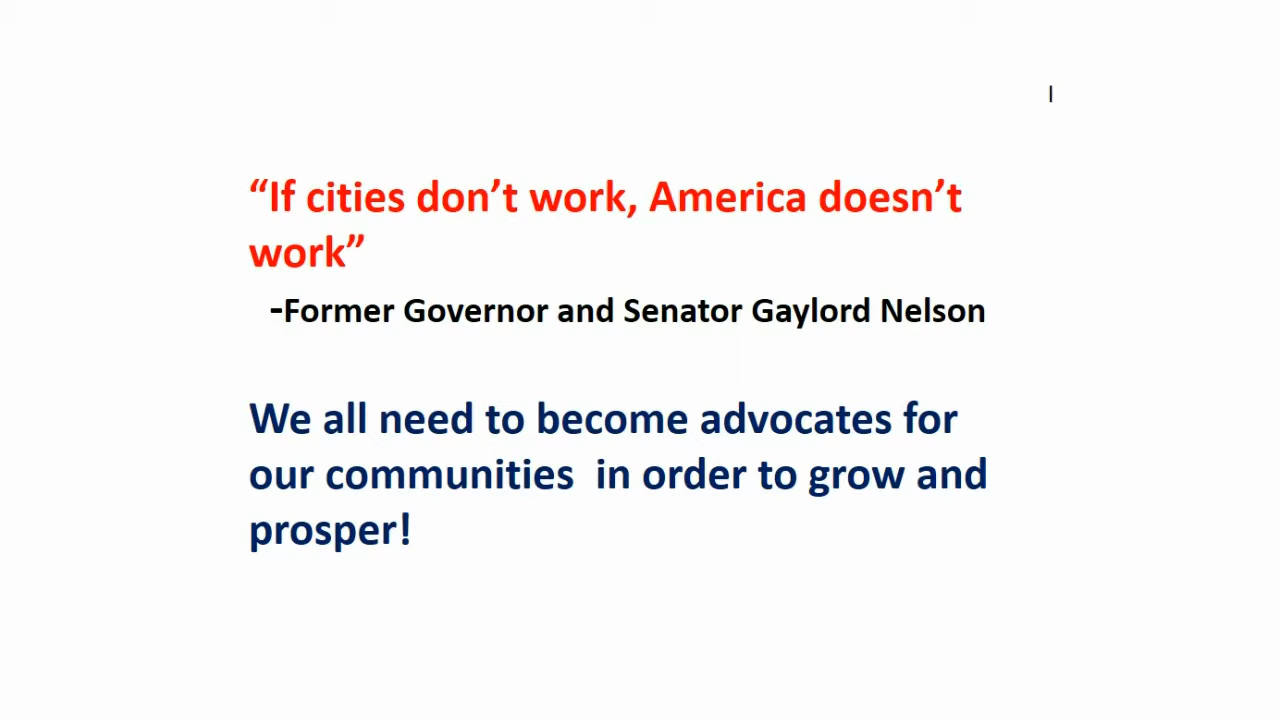 “If cities don’t work, America doesn’t
work”
-Former Governor and Senator Gaylord Nelson
We all need to become advocates for
our communities  in order to grow and
prosper!